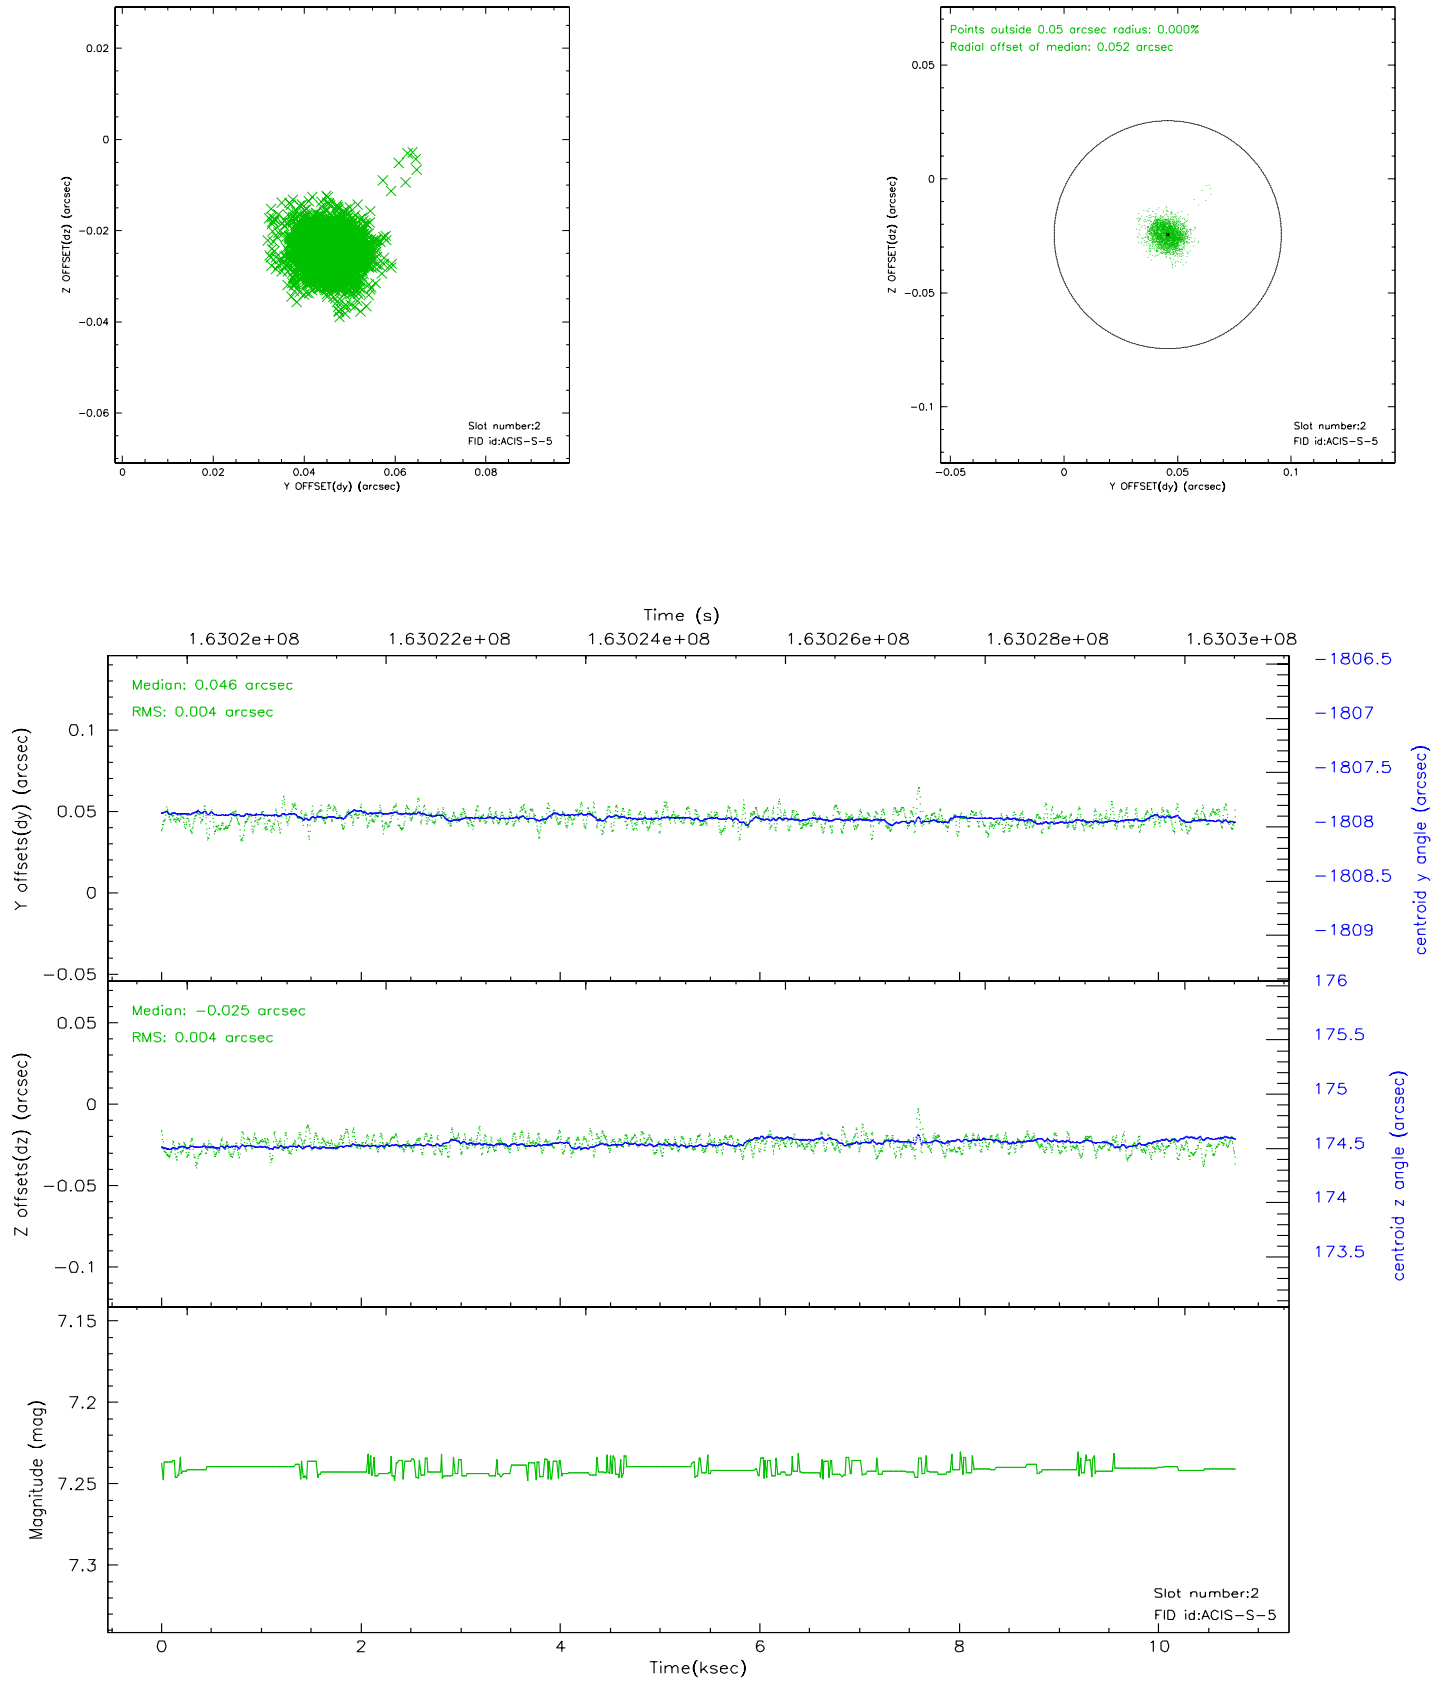 0.02
0
−0.02
−0.04
−0.06
Z OFFSET(dz) (arcsec)
Slot number:2
FID id:ACIS−S−5
0 0.02 0.04 0.06 0.08
Y OFFSET(dy) (arcsec)
Points outside 0.05 arcsec radius: 0.000%
Radial offset of median: 0.052 arcsec
0.05
0
−0.05
−0.1
Z OFFSET(dz) (arcsec)
Slot number:2
FID id:ACIS−S−5
−0.05 0 0.05 0.1
Y OFFSET(dy) (arcsec)
Time (s)
1.6302e+08 1.63022e+08 1.63024e+08 1.63026e+08 1.63028e+08 1.6303e+08
Median: 0.046 arcsec
RMS: 0.004 arcsec
0.1
0.05
0
−0.05
Y offsets(dy) (arcsec)
−1806.5
−1807
−1807.5
−1808
−1808.5
−1809
centroid y angle (arcsec)
Median: −0.025 arcsec
RMS: 0.004 arcsec
0.05
0
−0.05
−0.1
Z offsets(dz) (arcsec)
176
175.5
175
174.5
174
173.5
centroid z angle (arcsec)
7.15
7.2
7.25
7.3
Magnitude (mag)
Slot number:2
FID id:ACIS−S−5
0 2 4 6 8 10
Time(ksec)